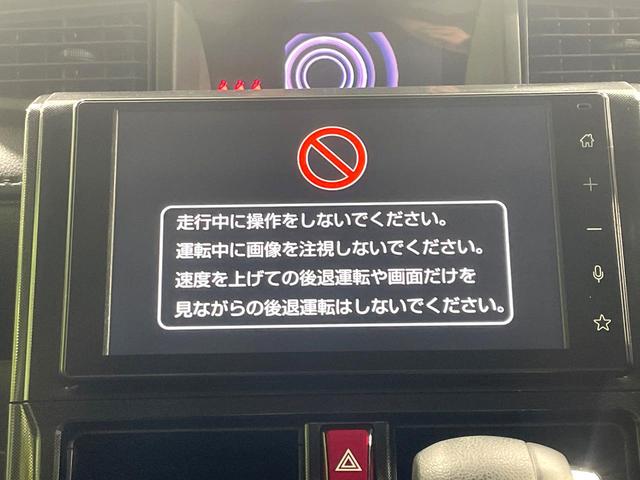 走行中に操作をしないでください。
運転中に画像を注視しないでください。
速度を上げての後退運転や画面だけを
見ながらの後退運転はしないでください。